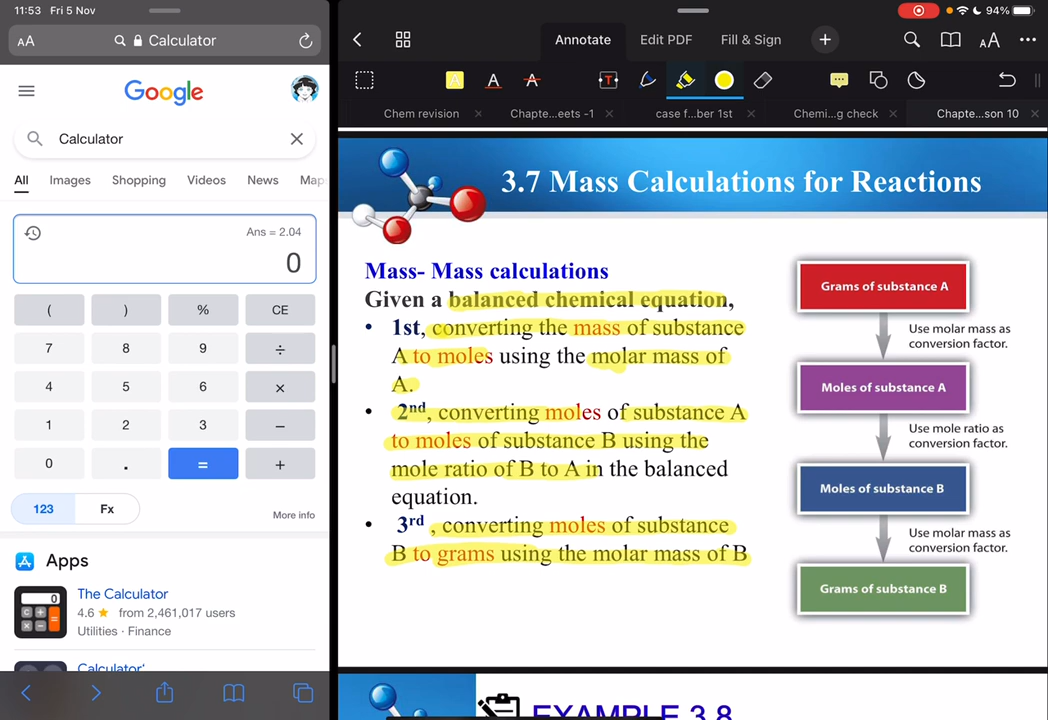 11:53 Fri 5 Nov
94%
AA
Calculator
Google
Calculator
All Images Shopping Videos News Map
Ans = 2.04
0
( ) % CE
7 8 9 ÷
4 5 6 ×
1 2 3 −
0 . = +
123 Fx
More info
Apps
The Calculator
4.6 ★ from 2,461,017 users
Utilities · Finance
Calculator'
Annotate Edit PDF Fill & Sign
AA
A A A T
Chem revision × Chapte...eets -1 × case f...ber 1st × Chemi...g check × Chapte...son 10 ×
3.7 Mass Calculations for Reactions
Mass- Mass calculations
Given a balanced chemical equation,
• 1st, converting the mass of substance
A to moles using the molar mass of
A.
• 2nd, converting moles of substance A
to moles of substance B using the
mole ratio of B to A in the balanced
equation.
• 3rd , converting moles of substance
B to grams using the molar mass of B
Grams of substance A
Use molar mass as
conversion factor.
Moles of substance A
Use mole ratio as
conversion factor.
Moles of substance B
Use molar mass as
conversion factor.
Grams of substance B
EXAMPLE 3.8